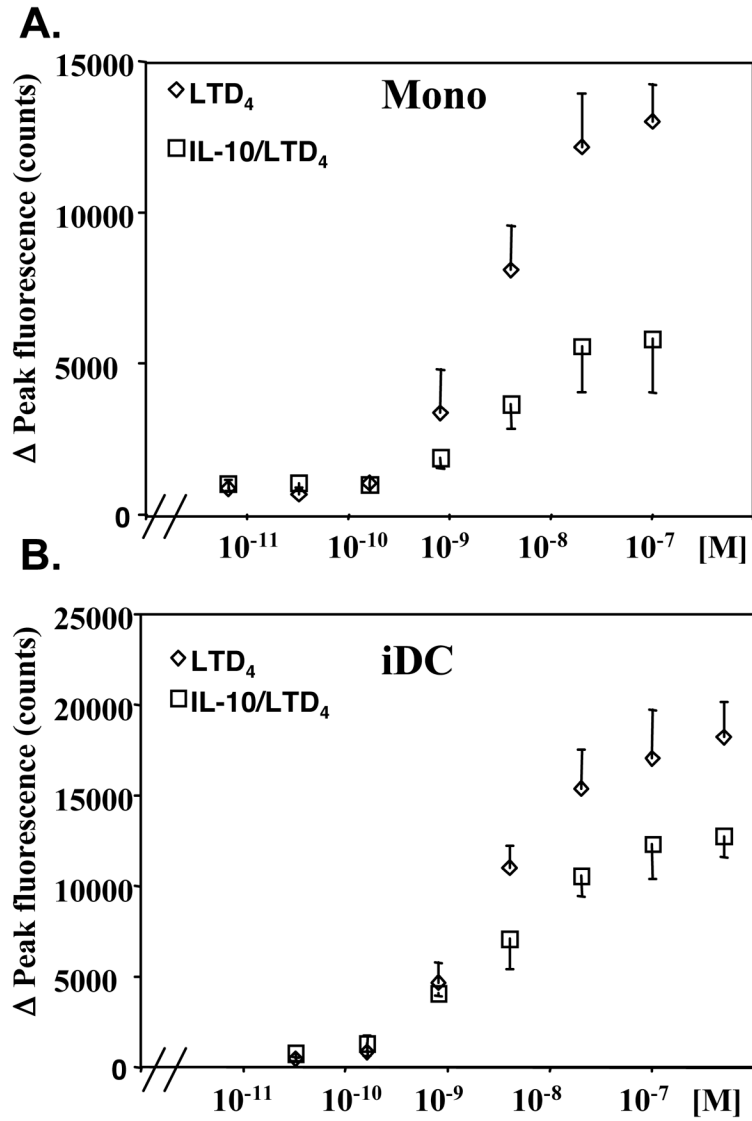 A.
Mono
LTD₄
IL-10/LTD₄
Δ Peak fluorescence (counts)
15000
10000
5000
0
10⁻¹¹ 10⁻¹⁰ 10⁻⁹ 10⁻⁸ 10⁻⁷ [M]
B.
iDC
LTD₄
IL-10/LTD₄
Δ Peak fluorescence (counts)
25000
20000
15000
10000
5000
0
10⁻¹¹ 10⁻¹⁰ 10⁻⁹ 10⁻⁸ 10⁻⁷ [M]